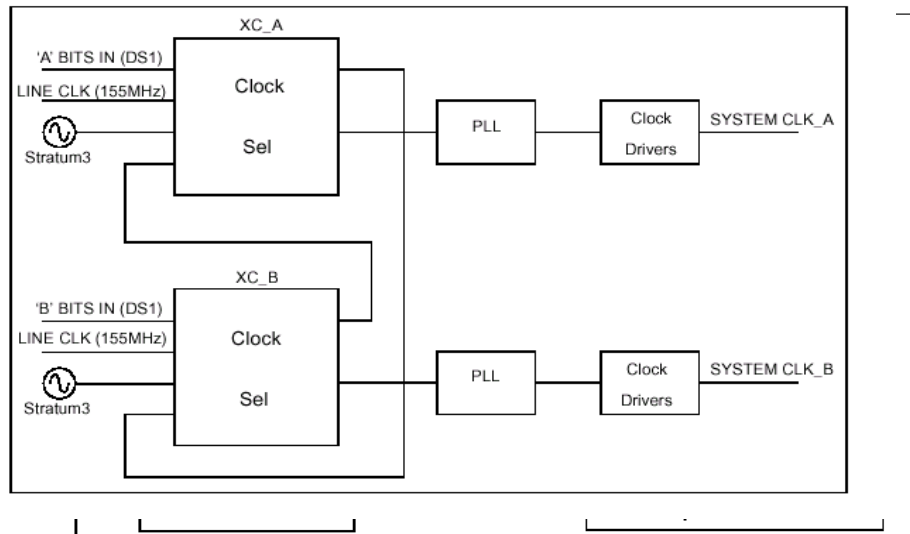 XC_A
'A' BITS IN (DS1)
LINE CLK (155MHz)
Stratum3
Clock
Sel
PLL
Clock
Drivers
SYSTEM CLK_A
XC_B
'B' BITS IN (DS1)
LINE CLK (155MHz)
Stratum3
Clock
Sel
PLL
Clock
Drivers
SYSTEM CLK_B